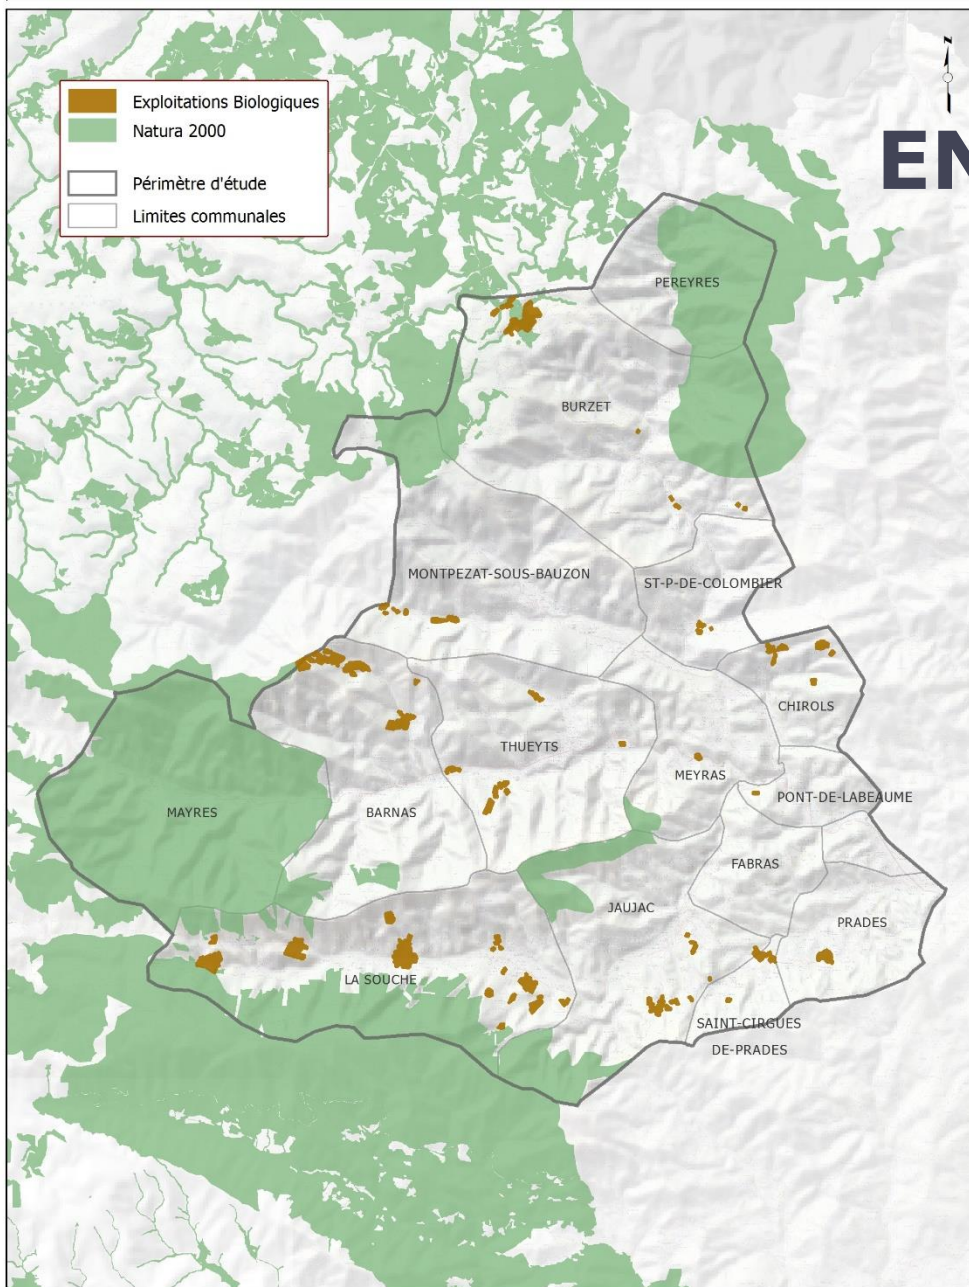 Exploitations Biologiques
Natura 2000
Périmètre d'étude
Limites communales
N
EN
PEREYRES
BURZET
MONTPEZAT-SOUS-BAUZON
ST-P-DE-COLOMBIER
CHIROLS
THUEYTS
MEYRAS
PONT-DE-LABEAUME
MAYRES
BARNAS
FABRAS
JAUJAC
PRADES
LA SOUCHE
SAINT-CIRGUES
DE-PRADES